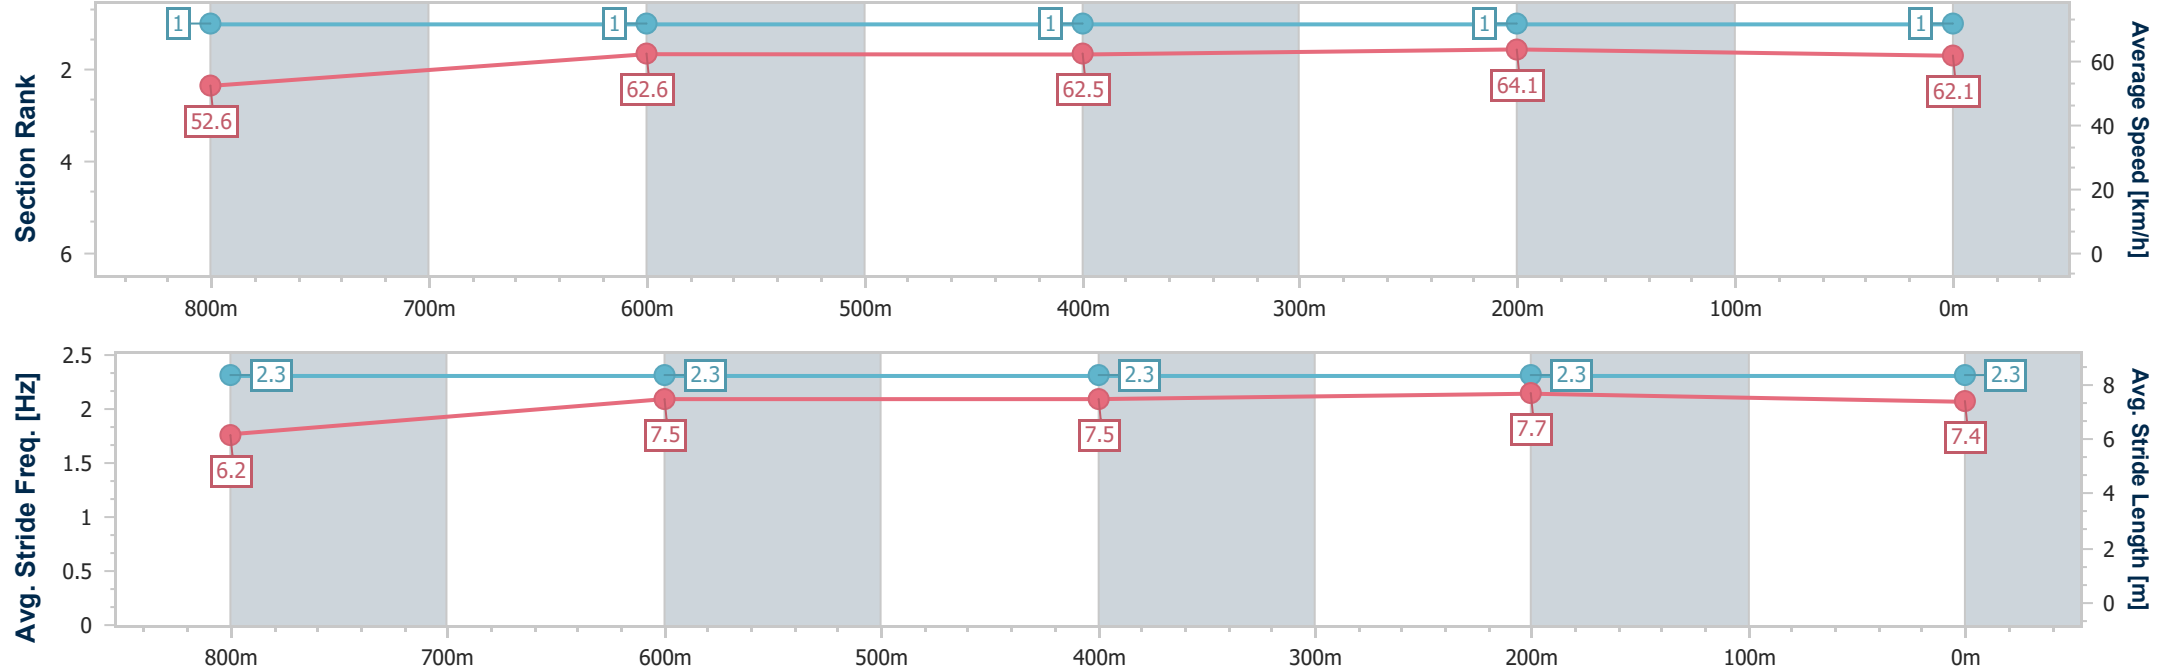 Section Rank
2
4
6
1
1
1
1
1
52.6
62.6
62.5
64.1
62.1
60
40
20
0
Average Speed [km/h]
800m
700m
600m
500m
400m
300m
200m
100m
0m
Avg. Stride Freq. [Hz]
2.5
2
1.5
1
0.5
0
2.3
2.3
2.3
2.3
2.3
6.2
7.5
7.5
7.7
7.4
8
6
4
2
0
Avg. Stride Length [m]
800m
700m
600m
500m
400m
300m
200m
100m
0m